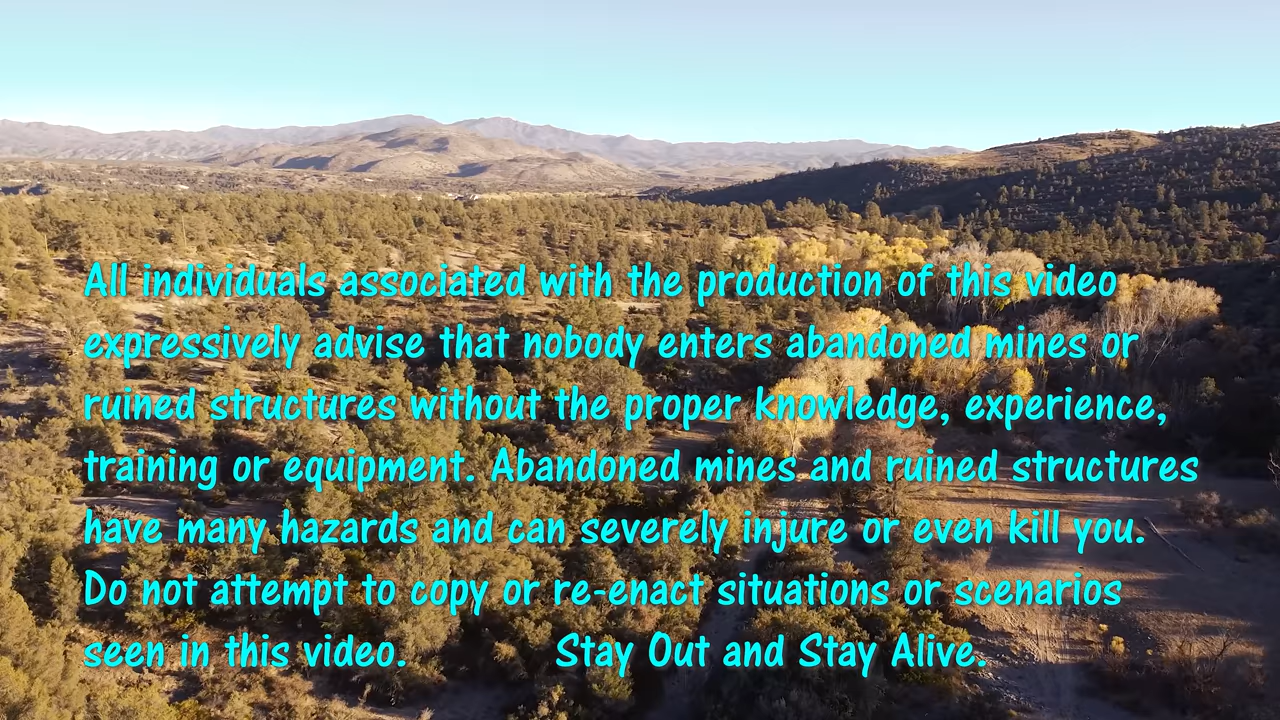 All individuals associated with the production of this video
expressively advise that nobody enters abandoned mines or
ruined structures without the proper knowledge, experience,
training or equipment. Abandoned mines and ruined structures
have many hazards and can severely injure or even kill you.
Do not attempt to copy or re-enact situations or scenarios
seen in this video. Stay Out and Stay Alive.